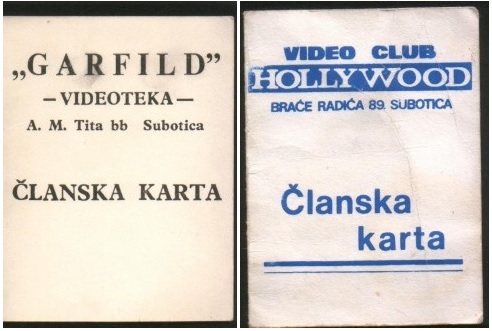 „GARFILD”
—VIDEOTEKA—
A. M. Tita bb Subotica
ČLANSKA KARTA
VIDEO CLUB
HOLLYWOOD
BRAĆE RADIĆA 89. SUBOTICA
Članska
karta